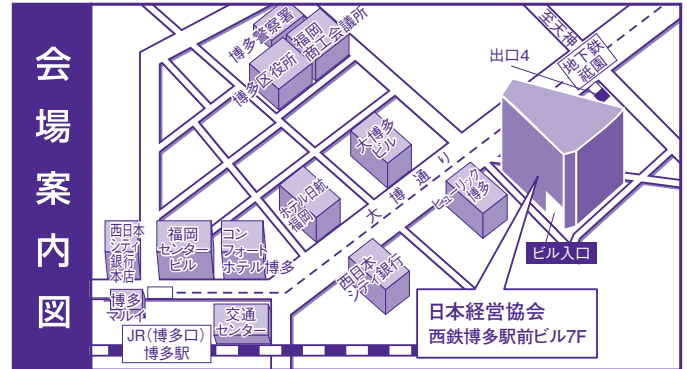 会場案内図
博多警察署
福岡
商工会議所
博多区役所
至天神
出口4
地下鉄
祗園
大博多
ビル
大博通り
ホテル日航
福岡
ヒューリック
博多
西日本
シティ
銀行
本店
福岡
センター
ビル
コン
フォート
ホテル博多
西日本
シティ銀行
ビル入口
博多
マルイ
交通
センター
JR(博多口)
博多駅
日本経営協会
西鉄博多駅前ビル7F